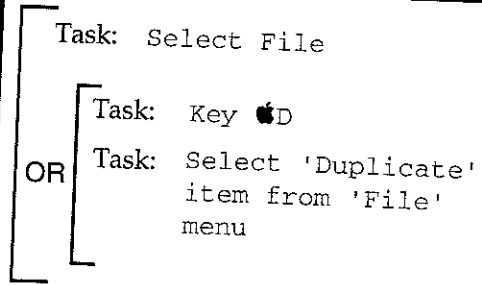 Task: Select File
Task: Key D
OR
Task: Select 'Duplicate'
item from 'File'
menu